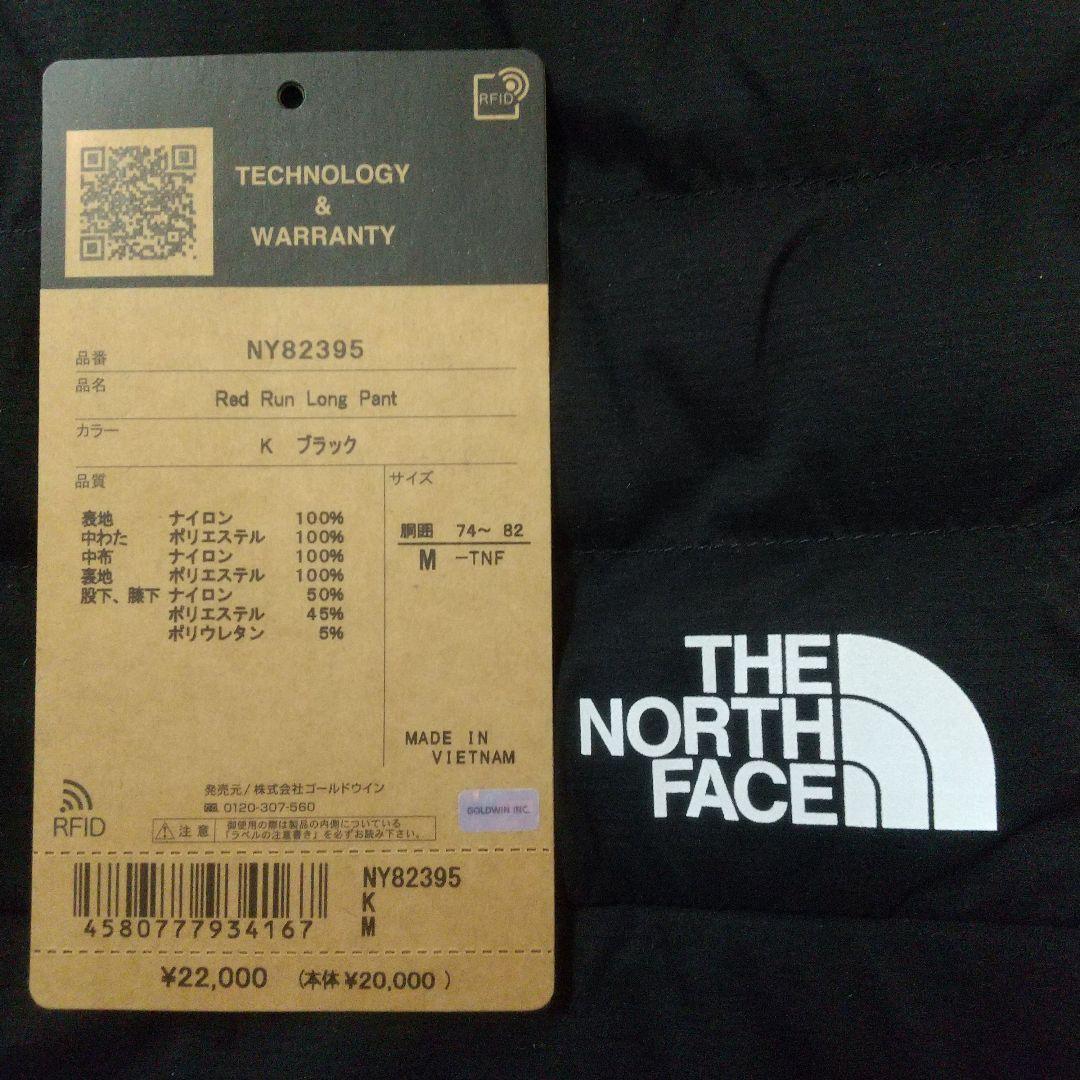 RFID
TECHNOLOGY
&
WARRANTY
品番 NY82395
品名 Red Run Long Pant
カラー K ブラック
品質
表地 ナイロン 100%
中わた ポリエステル 100%
中布 ナイロン 100%
裏地 ポリエステル 100%
股下、膝下 ナイロン 50%
ポリエステル 45%
ポリウレタン 5%
サイズ
胴囲 74〜 82
M -TNF
MADE IN
VIETNAM
発売元/株式会社ゴールドウイン
0120-307-560
RFID
GOLDWIN INC.
注意 御使用の際は製品の内側についている
「ラベルの注意書き」を必ずお読み下さい。
4580777934167
NY82395
K
M
¥22,000 (本体 ¥20,000 )
THE
NORTH
FACE